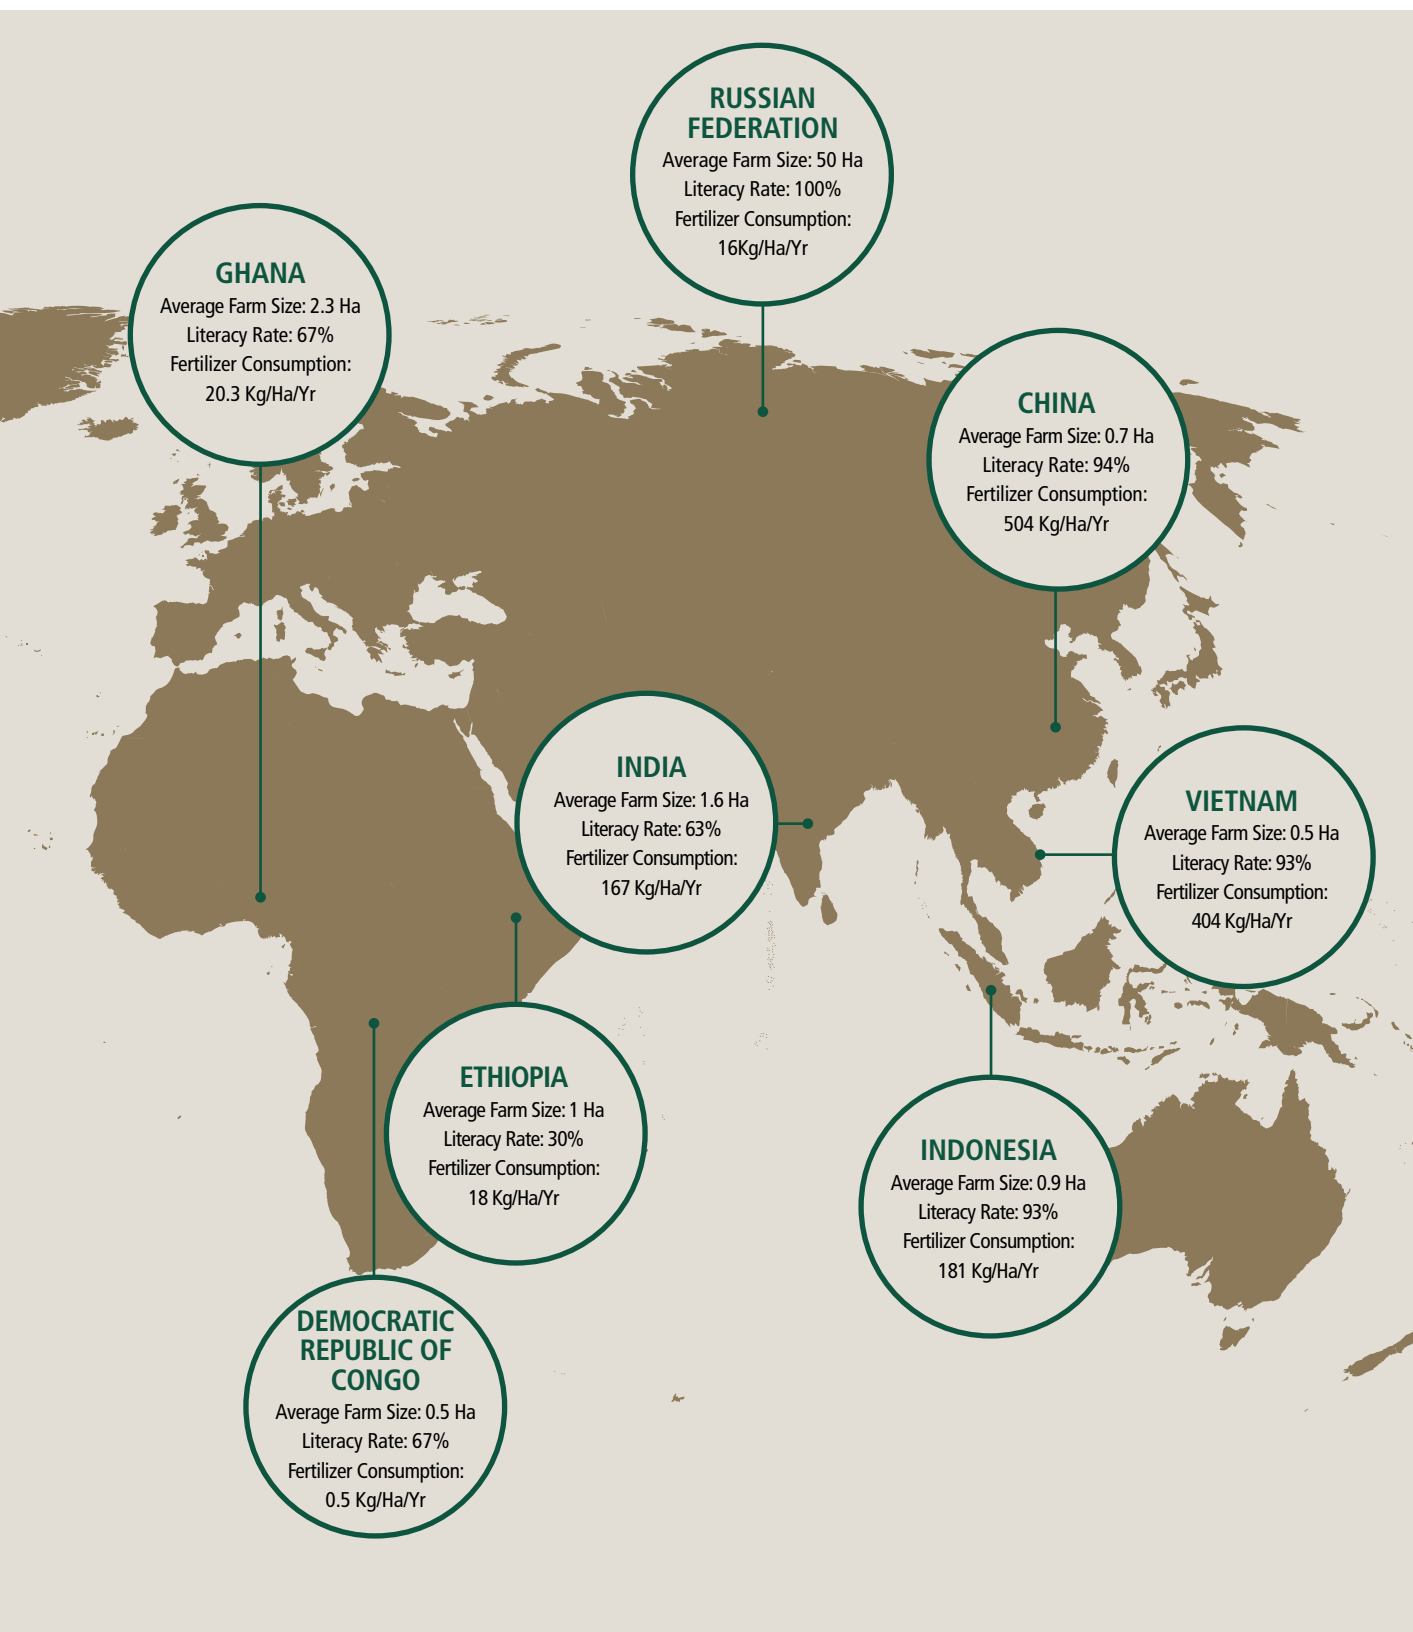 RUSSIAN
FEDERATION
Average Farm Size: 50 Ha
Literacy Rate: 100%
Fertilizer Consumption:
16Kg/Ha/Yr
GHANA
Average Farm Size: 2.3 Ha
Literacy Rate: 67%
Fertilizer Consumption:
20.3 Kg/Ha/Yr
CHINA
Average Farm Size: 0.7 Ha
Literacy Rate: 94%
Fertilizer Consumption:
504 Kg/Ha/Yr
INDIA
Average Farm Size: 1.6 Ha
Literacy Rate: 63%
Fertilizer Consumption:
167 Kg/Ha/Yr
VIETNAM
Average Farm Size: 0.5 Ha
Literacy Rate: 93%
Fertilizer Consumption:
404 Kg/Ha/Yr
ETHIOPIA
Average Farm Size: 1 Ha
Literacy Rate: 30%
Fertilizer Consumption:
18 Kg/Ha/Yr
INDONESIA
Average Farm Size: 0.9 Ha
Literacy Rate: 93%
Fertilizer Consumption:
181 Kg/Ha/Yr
DEMOCRATIC
REPUBLIC OF
CONGO
Average Farm Size: 0.5 Ha
Literacy Rate: 67%
Fertilizer Consumption:
0.5 Kg/Ha/Yr